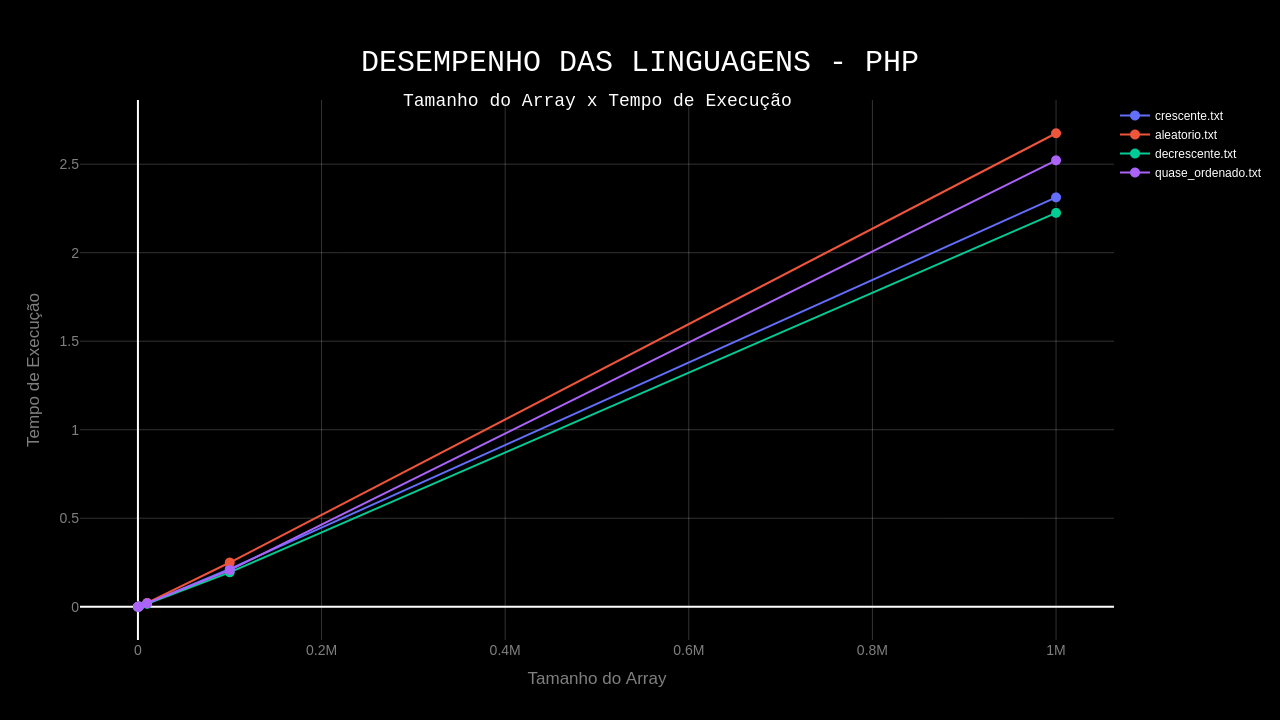 DESEMPENHO DAS LINGUAGENS - PHP
Tamanho do Array x Tempo de Execução
crescente.txt
aleatorio.txt
decrescente.txt
quase_ordenado.txt
Tempo de Execução
2.5
2
1.5
1
0.5
0
0
0.2M
0.4M
0.6M
0.8M
1M
Tamanho do Array